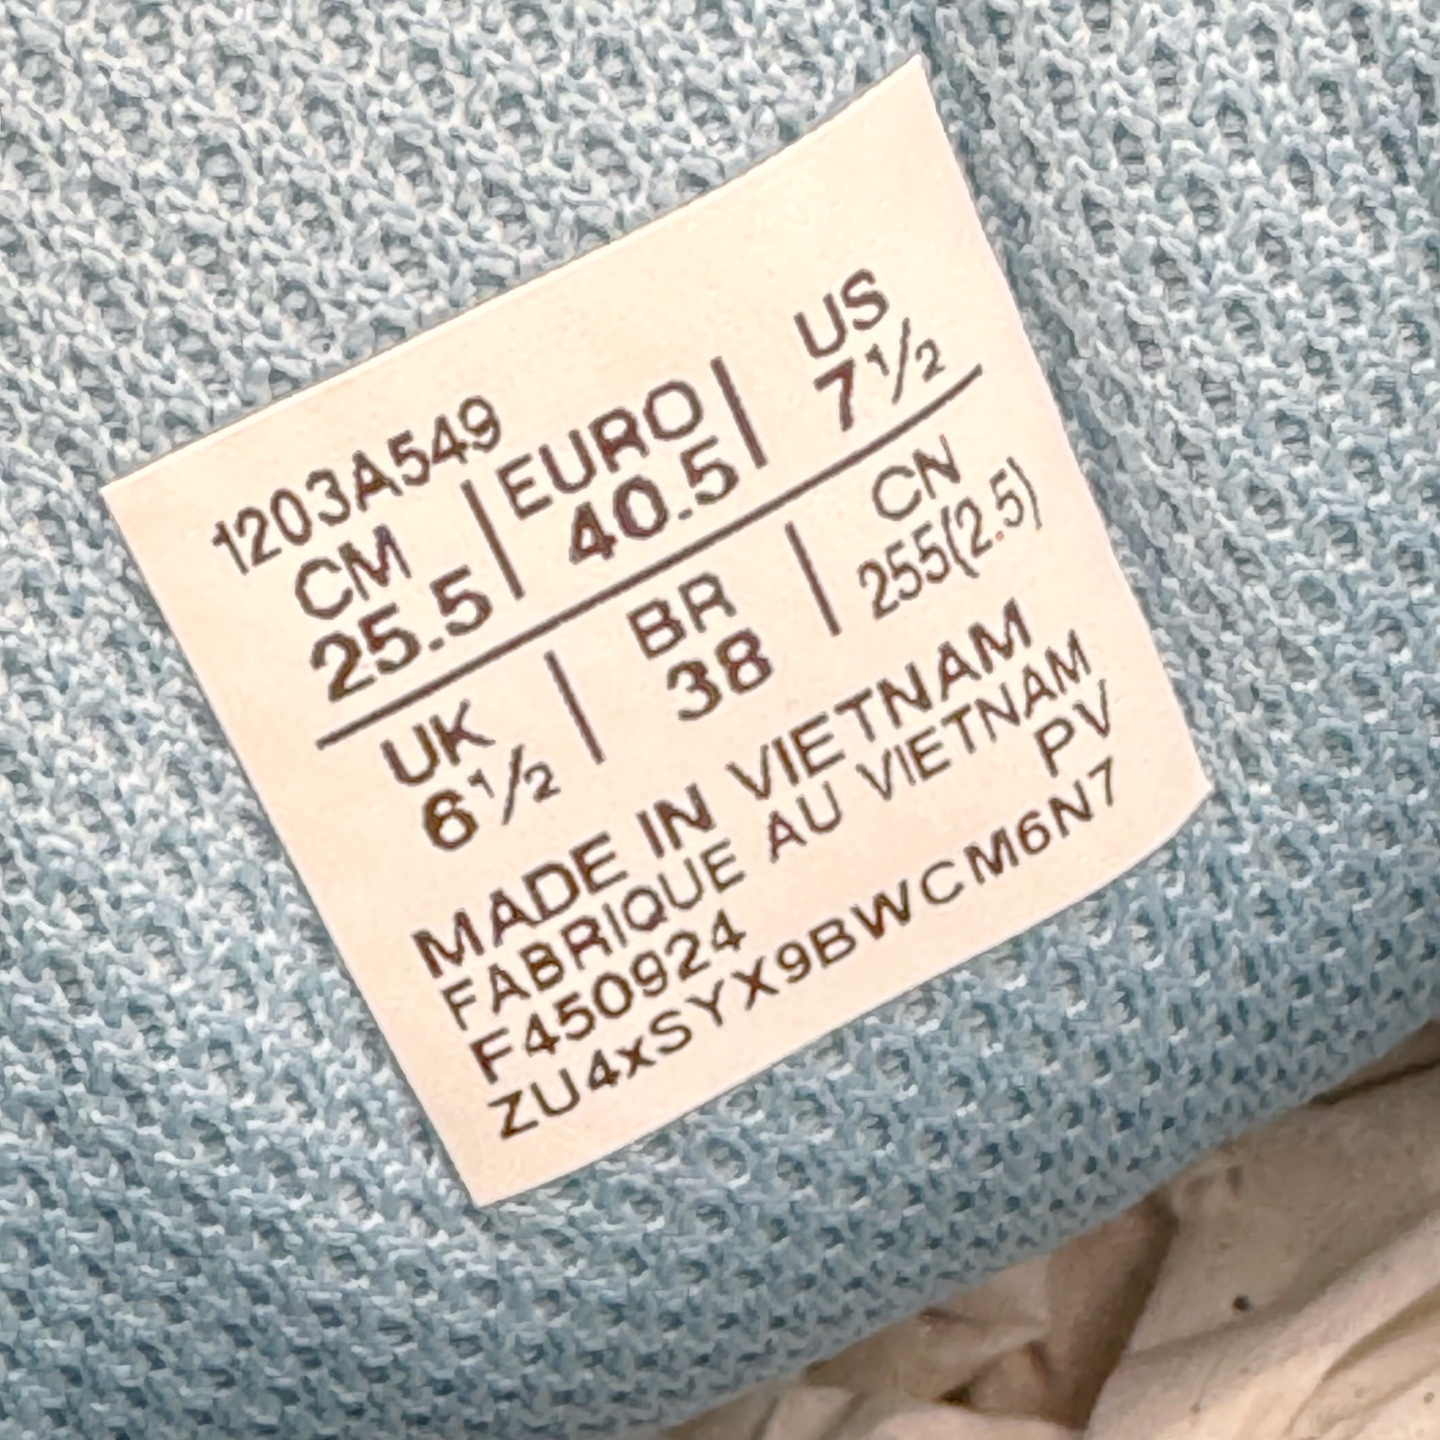 1203A549
CM | EURO | US
25.5 | 40.5 | 7½
UK | BR | CN
6½ | 38 | 255(2.5)
MADE IN VIETNAM
FABRIQUE AU VIETNAM
F450924 PV
ZU4xSYX9BWCM6N7